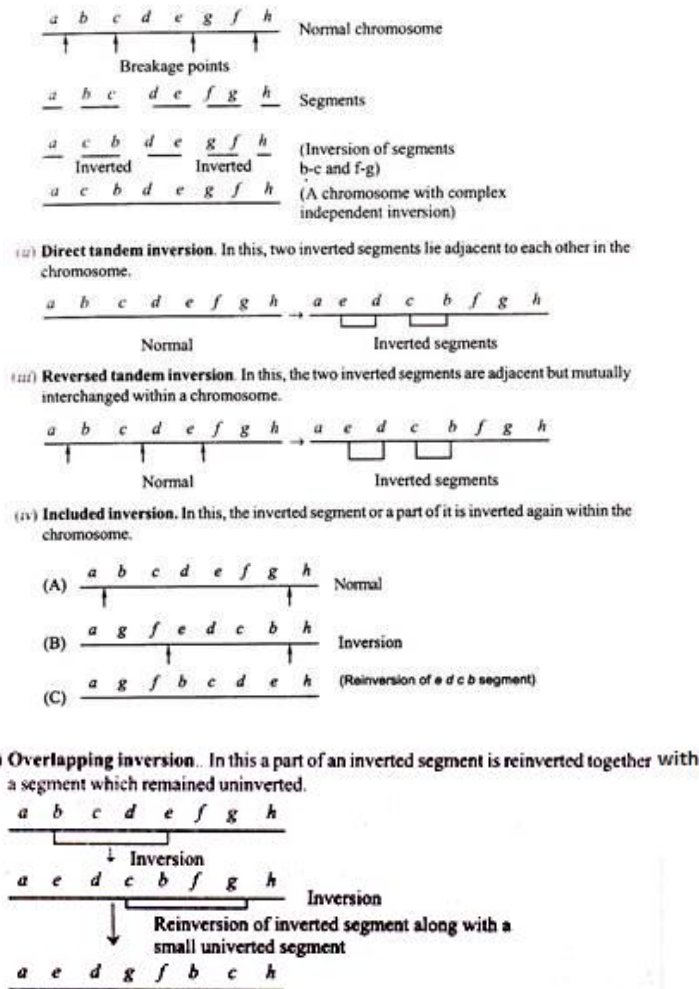 a b c d e g f h
Normal chromosome
Breakage points
a b c d e f g h Segments
a c b d e g f h (Inversion of segments
Inverted Inverted b-c and f-g)
a c b d e g f h (A chromosome with complex
independent inversion)
(ii) Direct tandem inversion. In this, two inverted segments lie adjacent to each other in the
chromosome.
a b c d e f g h → a e d c b f g h
Normal Inverted segments
(iii) Reversed tandem inversion. In this, the two inverted segments are adjacent but mutually
interchanged within a chromosome.
a b c d e f g h → a e d c b f g h
Normal Inverted segments
(iv) Included inversion. In this, the inverted segment or a part of it is inverted again within the
chromosome.
a b c d e f g h
(A) Normal
a g f e d c b h
(B) Inversion
a g f b c d e h (Reinversion of e d c b segment)
(C)
) Overlapping inversion.. In this a part of an inverted segment is reinverted together with
a segment which remained uninverted.
a b c d e f g h
↓ Inversion
a e d c b f g h Inversion
Reinversion of inverted segment along with a
small univerted segment
a e d g f b c h